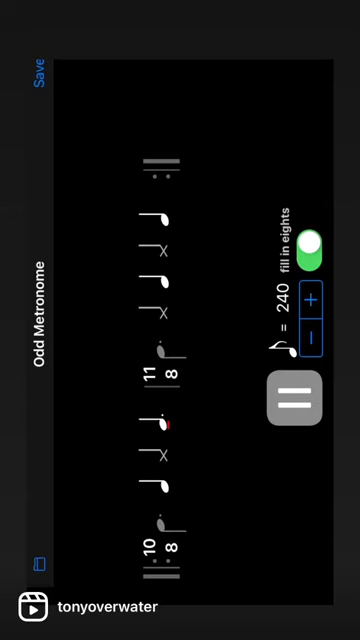 Save
Odd Metronome
10
8
11
8
= 240
fill in eights
− +
tonyoverwater